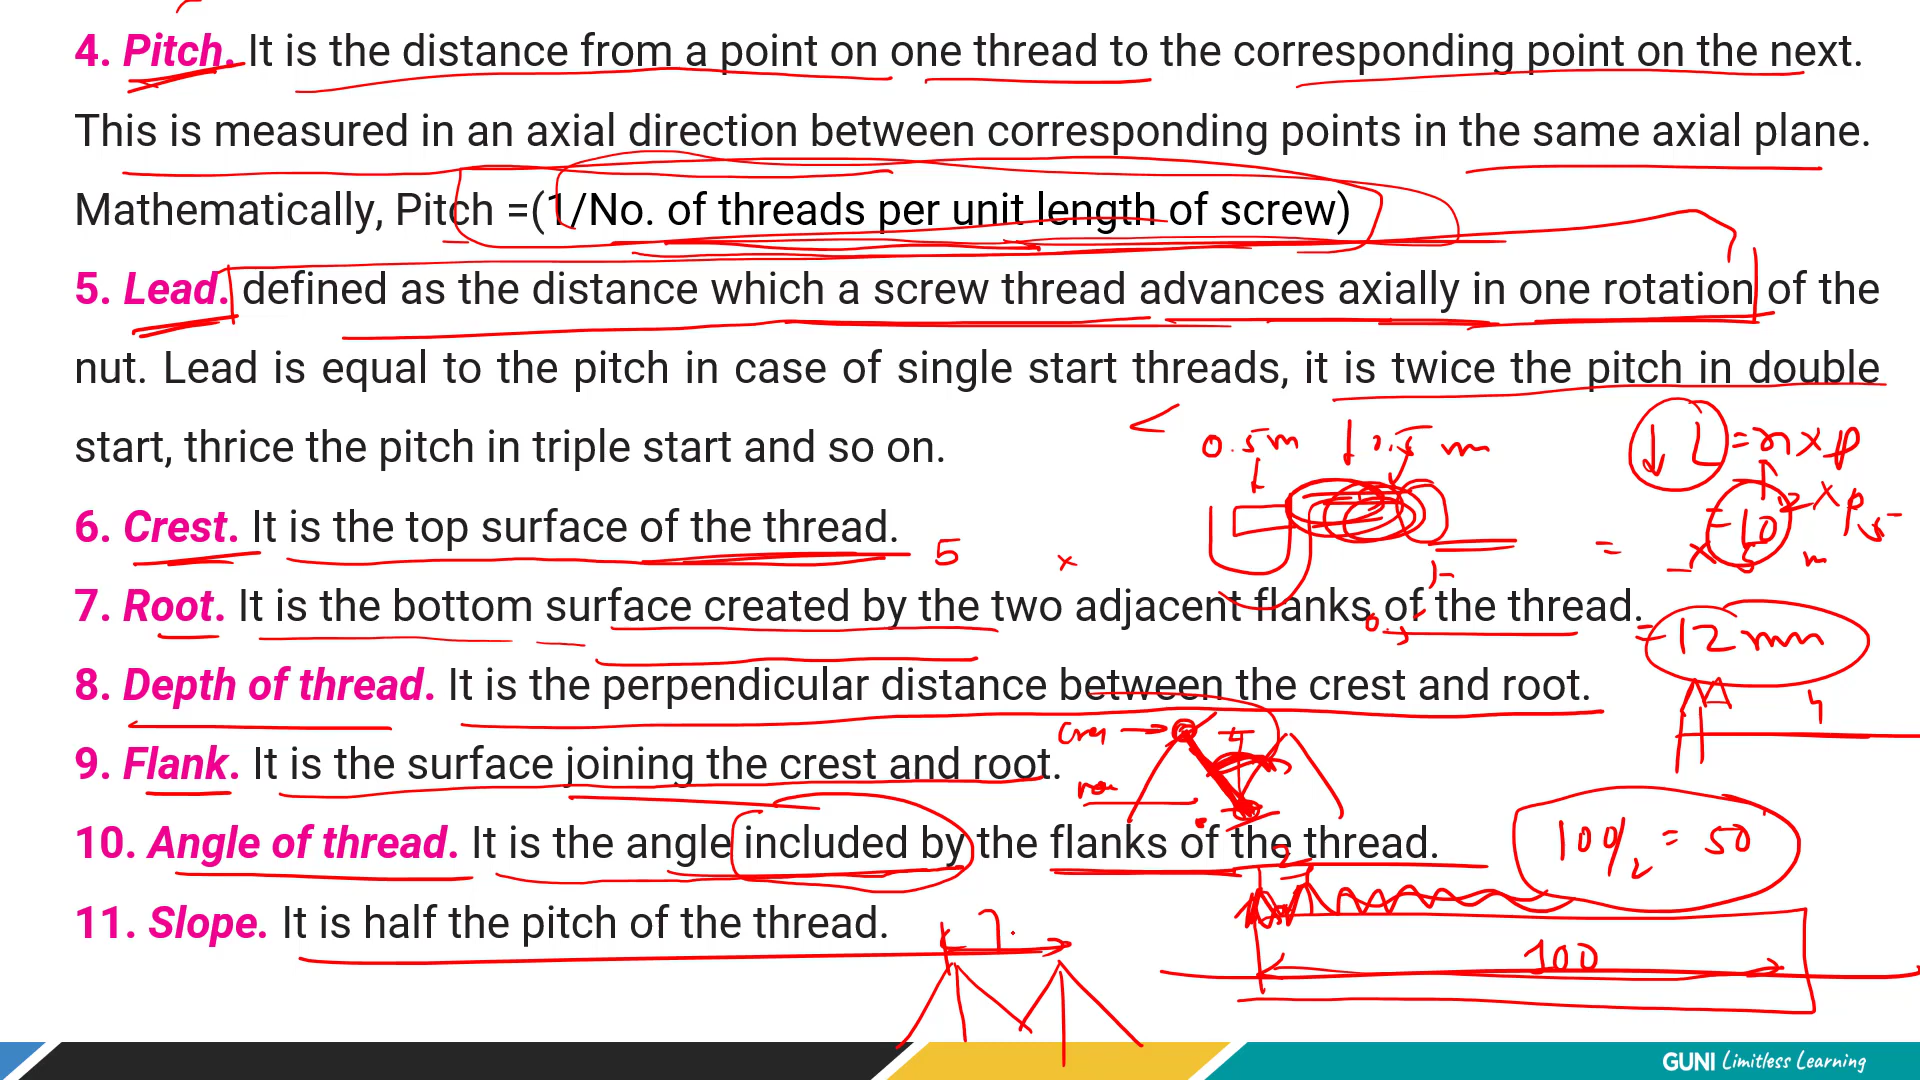 4. Pitch. It is the distance from a point on one thread to the corresponding point on the next.
This is measured in an axial direction between corresponding points in the same axial plane.
Mathematically, Pitch =(1/No. of threads per unit length of screw)
5. Lead. defined as the distance which a screw thread advances axially in one rotation of the
nut. Lead is equal to the pitch in case of single start threads, it is twice the pitch in double
start, thrice the pitch in triple start and so on.
0.5m
L = n x p
6. Crest. It is the top surface of the thread.
5
x
7. Root. It is the bottom surface created by the two adjacent flanks of the thread.
= 12 mm
8. Depth of thread. It is the perpendicular distance between the crest and root.
9. Flank. It is the surface joining the crest and root.
10. Angle of thread. It is the angle included by the flanks of the thread.
100/2 = 50
2
11. Slope. It is half the pitch of the thread.
100
GUNI Limitless Learning